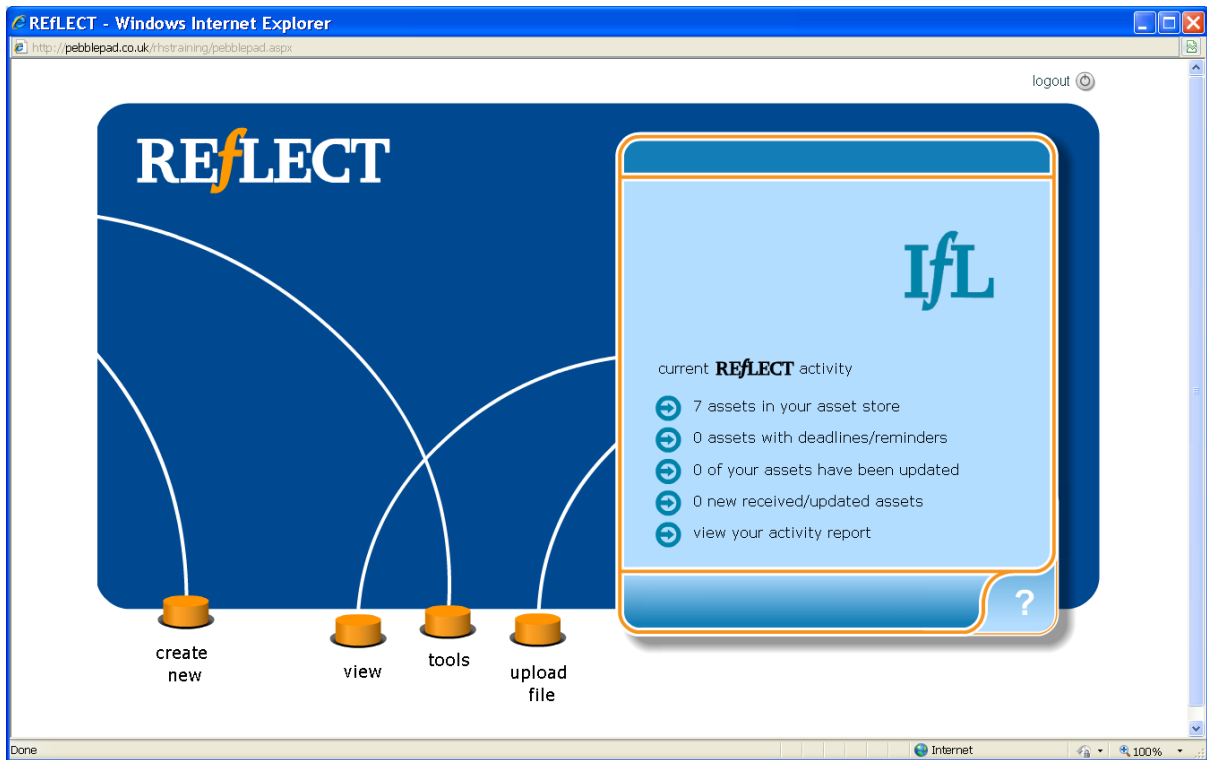 REfLECT - Windows Internet Explorer
http://pebblepad.co.uk/rhstraining/pebblepad.aspx
logout
REfLECT
IfL
current REfLECT activity
7 assets in your asset store
0 assets with deadlines/reminders
0 of your assets have been updated
0 new received/updated assets
view your activity report
?
create
new
view
tools
upload
file
Done
Internet
100%